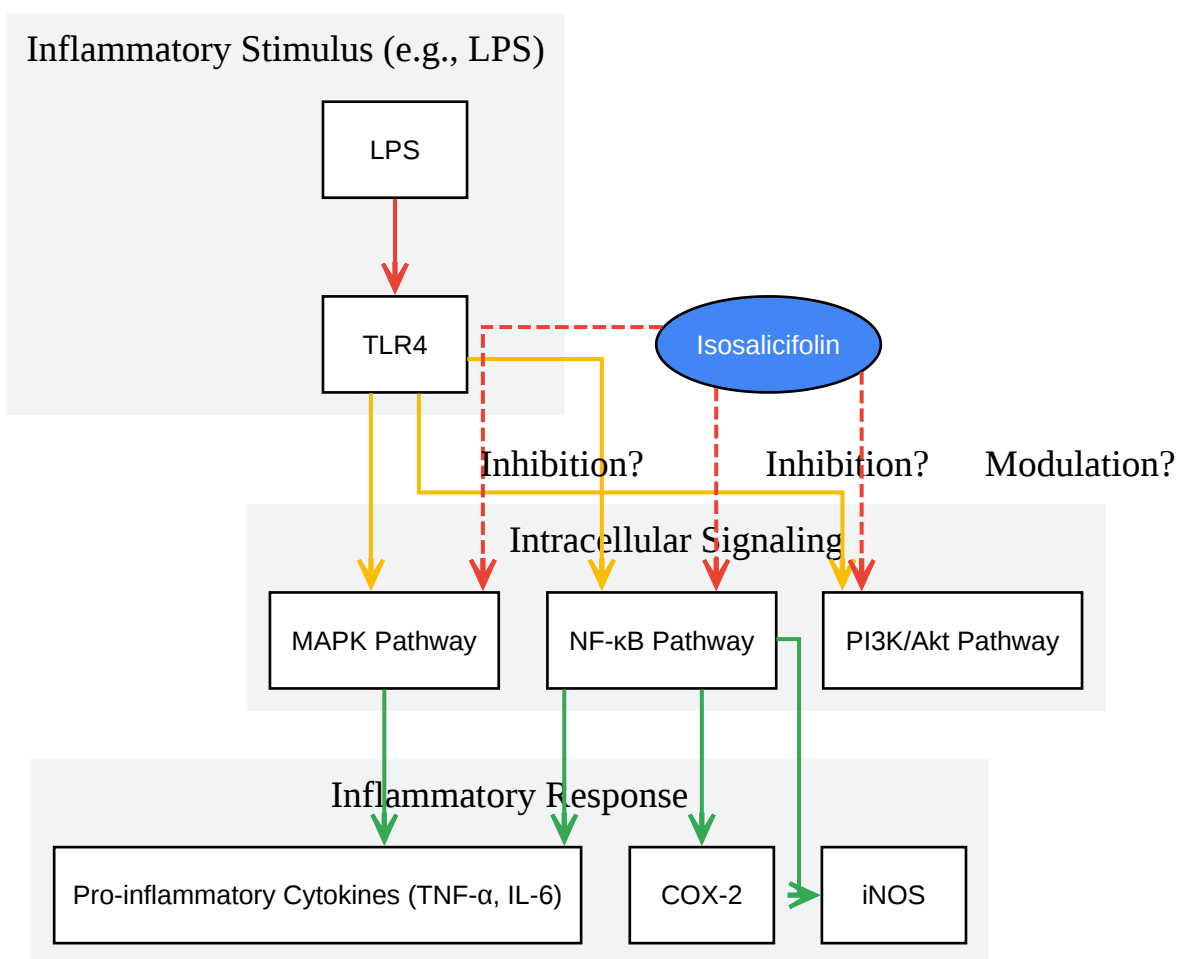 Inflammatory Stimulus (e.g., LPS)
LPS
TLR4
Isosalicifolin
Inhibition?
Inhibition?
Modulation?
Intracellular Signaling
MAPK Pathway
NF-κB Pathway
PI3K/Akt Pathway
Inflammatory Response
Pro-inflammatory Cytokines (TNF-α, IL-6)
COX-2
iNOS